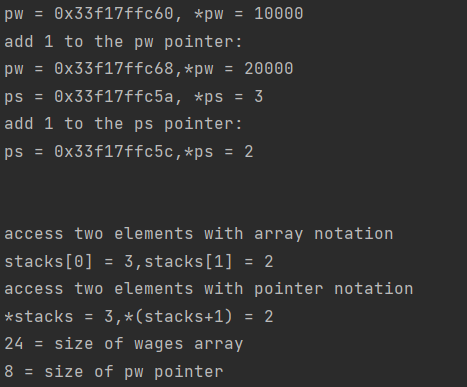 pw = 0x33f17ffc60, *pw = 10000
add 1 to the pw pointer:
pw = 0x33f17ffc68,*pw = 20000
ps = 0x33f17ffc5a, *ps = 3
add 1 to the ps pointer:
ps = 0x33f17ffc5c,*ps = 2
access two elements with array notation
stacks[0] = 3,stacks[1] = 2
access two elements with pointer notation
*stacks = 3,*(stacks+1) = 2
24 = size of wages array
8 = size of pw pointer